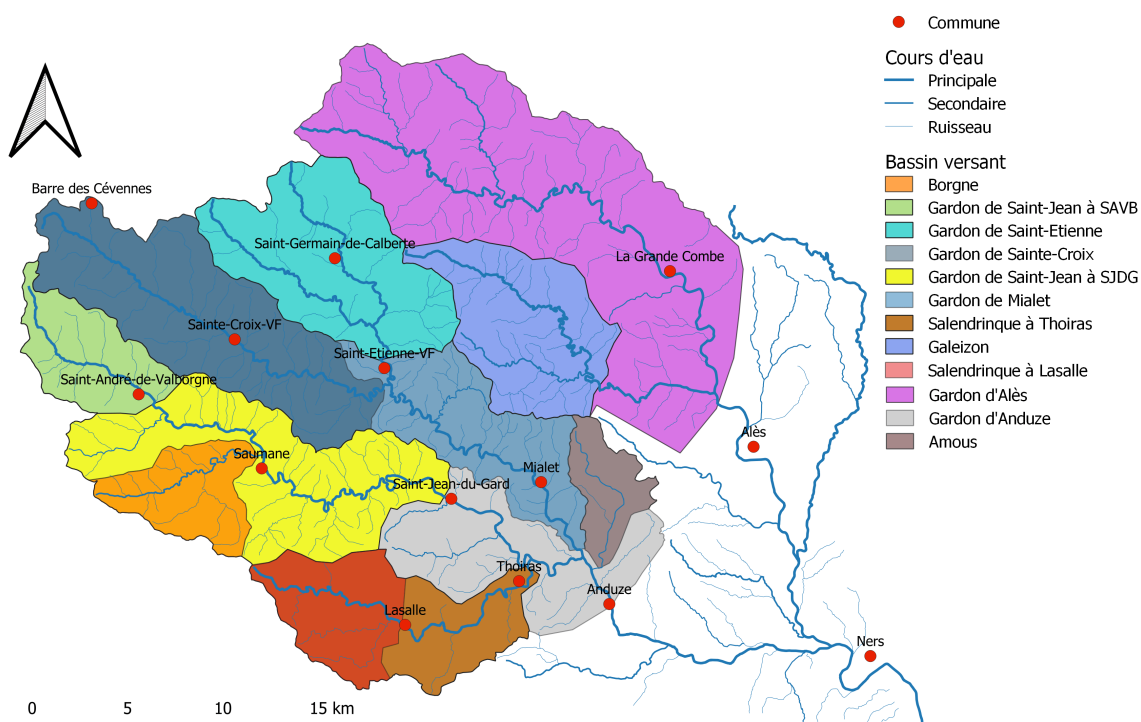 Commune
Cours d'eau
Principale
Secondaire
Ruisseau
Bassin versant
Borgne
Gardon de Saint-Jean à SAVB
Gardon de Saint-Etienne
Gardon de Sainte-Croix
Gardon de Saint-Jean à SJDG
Gardon de Mialet
Salendrinque à Thoiras
Galeizon
Salendrinque à Lasalle
Gardon d'Alès
Gardon d'Anduze
Amous
Barre des Cévennes
Saint-Germain-de-Calberte
La Grande Combe
Sainte-Croix-VF
Saint-Etienne-VF
Saint-André-de-Valborgne
Alès
Saumane
Mialet
Saint-Jean-du-Gard
Thoiras
Anduze
Lasalle
Ners
0 5 10 15 km